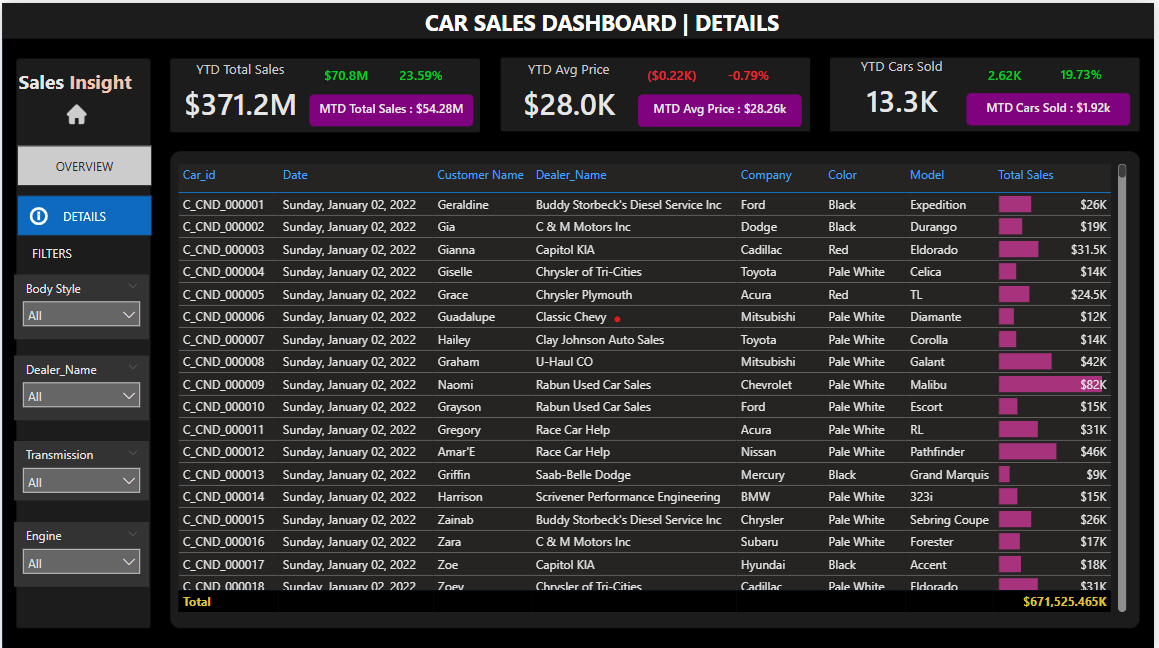 CAR SALES DASHBOARD | DETAILS
Sales Insight
OVERVIEW
DETAILS
FILTERS
Body Style
All
Dealer_Name
All
Transmission
All
Engine
All
YTD Total Sales
$70.8M 23.59%
$371.2M
MTD Total Sales : $54.28M
YTD Avg Price
($0.22K) -0.79%
$28.0K
MTD Avg Price : $28.26k
YTD Cars Sold
2.62K 19.73%
13.3K
MTD Cars Sold : $1.92k
Car_id Date Customer Name Dealer_Name Company Color Model Total Sales
C_CND_000001 Sunday, January 02, 2022 Geraldine Buddy Storbeck's Diesel Service Inc Ford Black Expedition $26K
C_CND_000002 Sunday, January 02, 2022 Gia C & M Motors Inc Dodge Black Durango $19K
C_CND_000003 Sunday, January 02, 2022 Gianna Capitol KIA Cadillac Red Eldorado $31.5K
C_CND_000004 Sunday, January 02, 2022 Giselle Chrysler of Tri-Cities Toyota Pale White Celica $14K
C_CND_000005 Sunday, January 02, 2022 Grace Chrysler Plymouth Acura Red TL $24.5K
C_CND_000006 Sunday, January 02, 2022 Guadalupe Classic Chevy Mitsubishi Pale White Diamante $12K
C_CND_000007 Sunday, January 02, 2022 Hailey Clay Johnson Auto Sales Toyota Pale White Corolla $14K
C_CND_000008 Sunday, January 02, 2022 Graham U-Haul CO Mitsubishi Pale White Galant $42K
C_CND_000009 Sunday, January 02, 2022 Naomi Rabun Used Car Sales Chevrolet Pale White Malibu $82K
C_CND_000010 Sunday, January 02, 2022 Grayson Rabun Used Car Sales Ford Pale White Escort $15K
C_CND_000011 Sunday, January 02, 2022 Gregory Race Car Help Acura Pale White RL $31K
C_CND_000012 Sunday, January 02, 2022 Amar'E Race Car Help Nissan Pale White Pathfinder $46K
C_CND_000013 Sunday, January 02, 2022 Griffin Saab-Belle Dodge Mercury Black Grand Marquis $9K
C_CND_000014 Sunday, January 02, 2022 Harrison Scrivener Performance Engineering BMW Pale White 323i $15K
C_CND_000015 Sunday, January 02, 2022 Zainab Buddy Storbeck's Diesel Service Inc Chrysler Pale White Sebring Coupe $26K
C_CND_000016 Sunday, January 02, 2022 Zara C & M Motors Inc Subaru Pale White Forester $17K
C_CND_000017 Sunday, January 02, 2022 Zoe Capitol KIA Hyundai Black Accent $18K
C_CND_000018 Sunday, January 02, 2022 Zoey Chrysler of Tri-Cities Cadillac Pale White Eldorado $31K
Total $671,525.465K